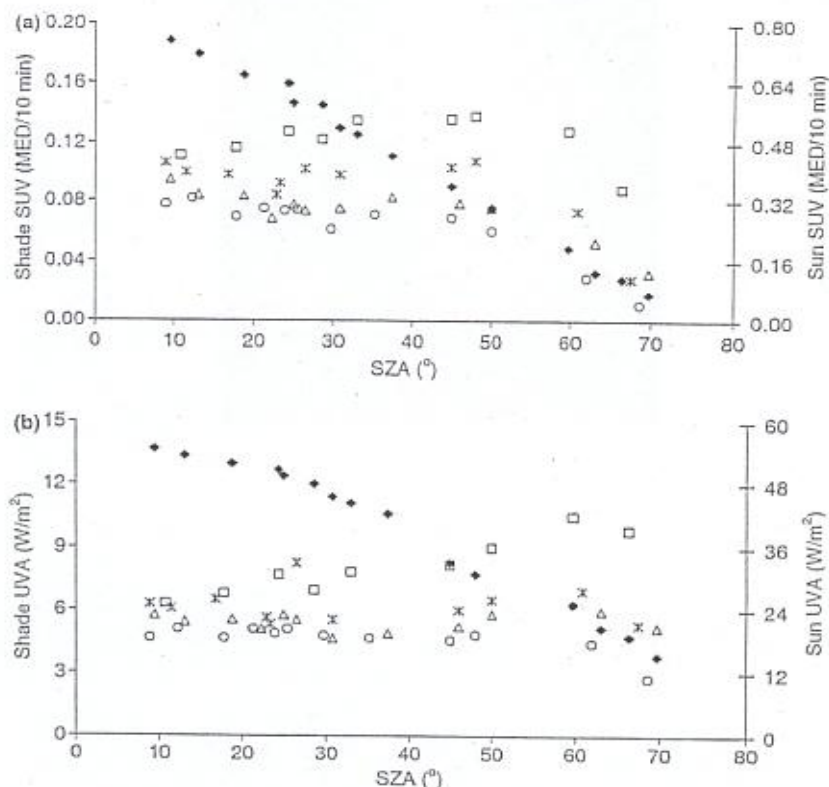 (a)
0.20
0.16
0.12
0.08
0.04
0.00
Shade SUV (MED/10 min)
0.80
0.64
0.48
0.32
0.16
0.00
Sun SUV (MED/10 min)
0 10 20 30 40 50 60 70 80
SZA (°)
(b)
15
12
9
6
3
0
Shade UVA (W/m²)
60
48
36
24
12
0
Sun UVA (W/m²)
0 10 20 30 40 50 60 70 80
SZA (°)